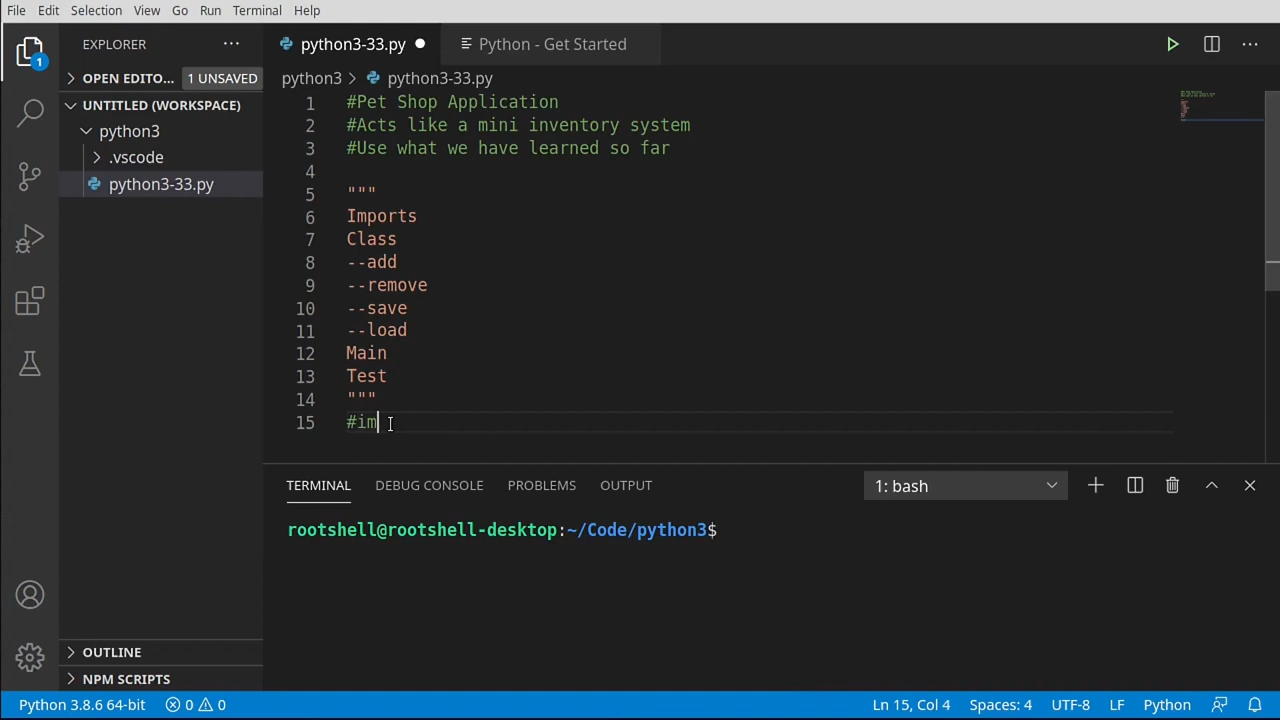 File Edit Selection View Go Run Terminal Help
EXPLORER ...
python3-33.py Python - Get Started
OPEN EDITO... 1 UNSAVED
python3 > python3-33.py
UNTITLED (WORKSPACE)
python3
.vscode
python3-33.py
1
1 #Pet Shop Application
2 #Acts like a mini inventory system
3 #Use what we have learned so far
4
5 """
6 Imports
7 Class
8 --add
9 --remove
10 --save
11 --load
12 Main
13 Test
14 """
15 #im
TERMINAL DEBUG CONSOLE PROBLEMS OUTPUT 1: bash
rootshell@rootshell-desktop:~/Code/python3$
OUTLINE
NPM SCRIPTS
Python 3.8.6 64-bit 0 0 Ln 15, Col 4 Spaces: 4 UTF-8 LF Python